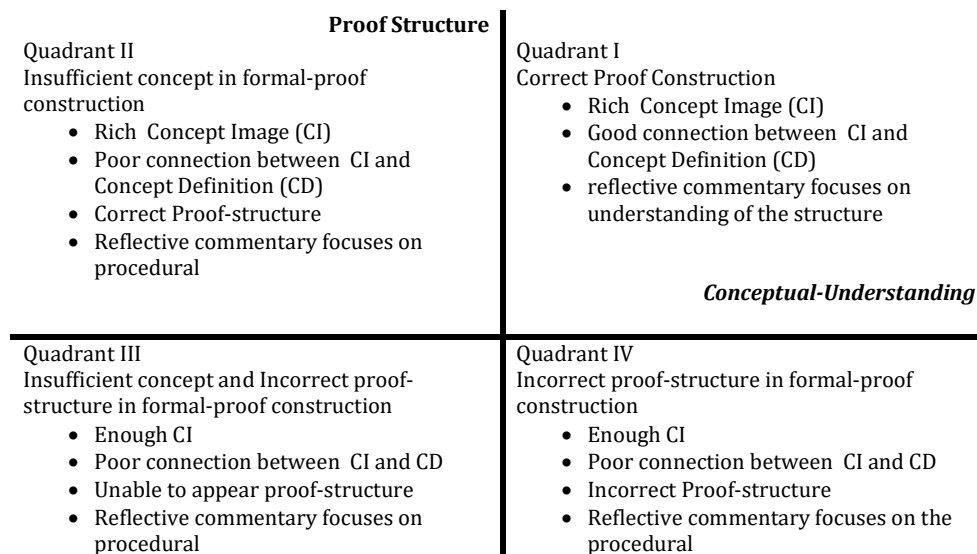 Proof Structure
Quadrant II
Insufficient concept in formal-proof
construction
• Rich Concept Image (CI)
• Poor connection between CI and
Concept Definition (CD)
• Correct Proof-structure
• Reflective commentary focuses on
procedural
Quadrant I
Correct Proof Construction
• Rich Concept Image (CI)
• Good connection between CI and
Concept Definition (CD)
• reflective commentary focuses on
understanding of the structure
Conceptual-Understanding
Quadrant III
Insufficient concept and Incorrect proof-
structure in formal-proof construction
• Enough CI
• Poor connection between CI and CD
• Unable to appear proof-structure
• Reflective commentary focuses on
procedural
Quadrant IV
Incorrect proof-structure in formal-proof
construction
• Enough CI
• Poor connection between CI and CD
• Incorrect Proof-structure
• Reflective commentary focuses on the
procedural